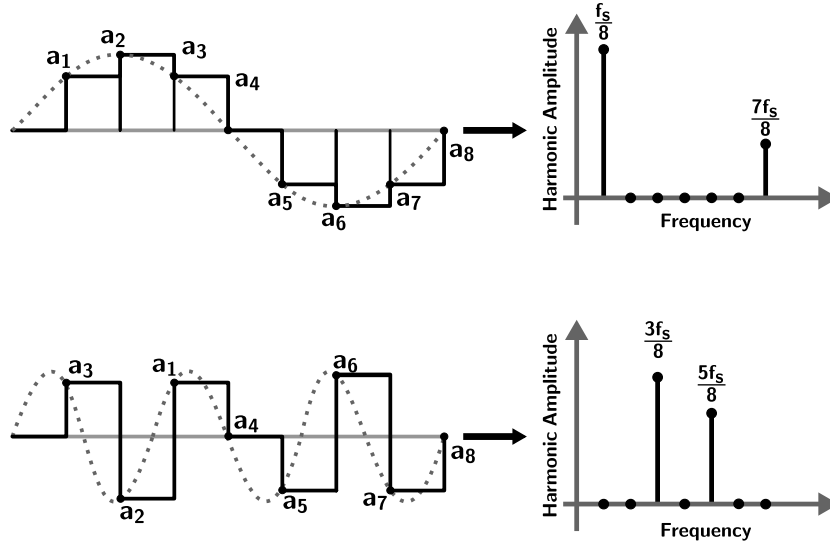 a1
a2
a3
a4
a5
a6
a7
a8
fs
8
7fs
8
Harmonic Amplitude
Frequency
a3
a2
a1
a4
a5
a6
a7
a8
3fs
8
5fs
8
Harmonic Amplitude
Frequency